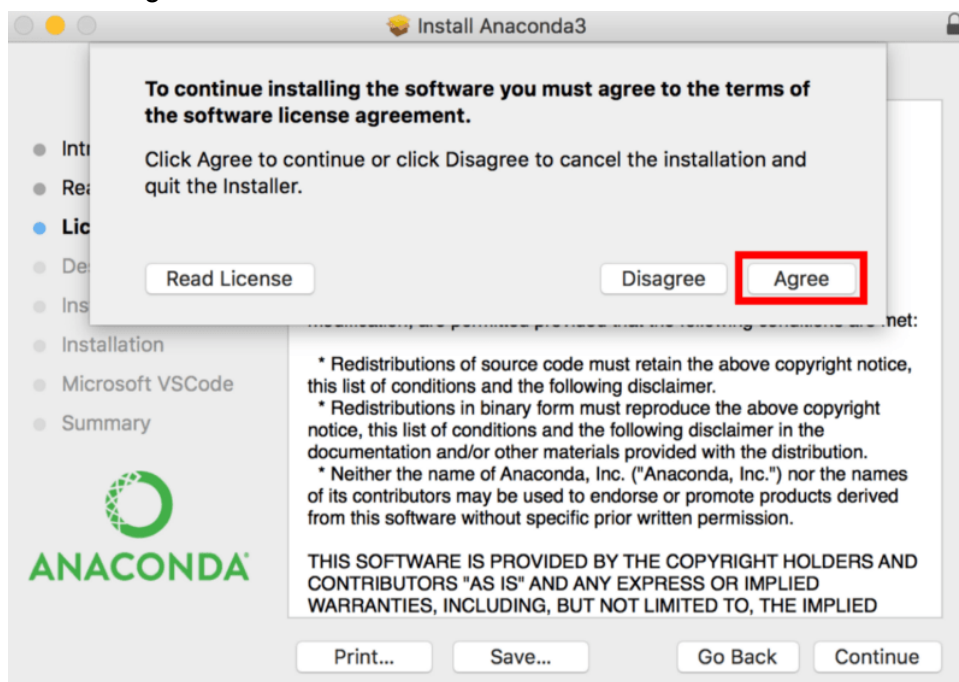 Install Anaconda3
To continue installing the software you must agree to the terms of
the software license agreement.
Click Agree to continue or click Disagree to cancel the installation and
quit the Installer.
Read License
Disagree
Agree
Lic
Installation
Microsoft VSCode
Summary
ANACONDA
met:
* Redistributions of source code must retain the above copyright notice,
this list of conditions and the following disclaimer.
* Redistributions in binary form must reproduce the above copyright
notice, this list of conditions and the following disclaimer in the
documentation and/or other materials provided with the distribution.
* Neither the name of Anaconda, Inc. ("Anaconda, Inc.") nor the names
of its contributors may be used to endorse or promote products derived
from this software without specific prior written permission.
THIS SOFTWARE IS PROVIDED BY THE COPYRIGHT HOLDERS AND
CONTRIBUTORS "AS IS" AND ANY EXPRESS OR IMPLIED
WARRANTIES, INCLUDING, BUT NOT LIMITED TO, THE IMPLIED
Print...
Save...
Go Back
Continue